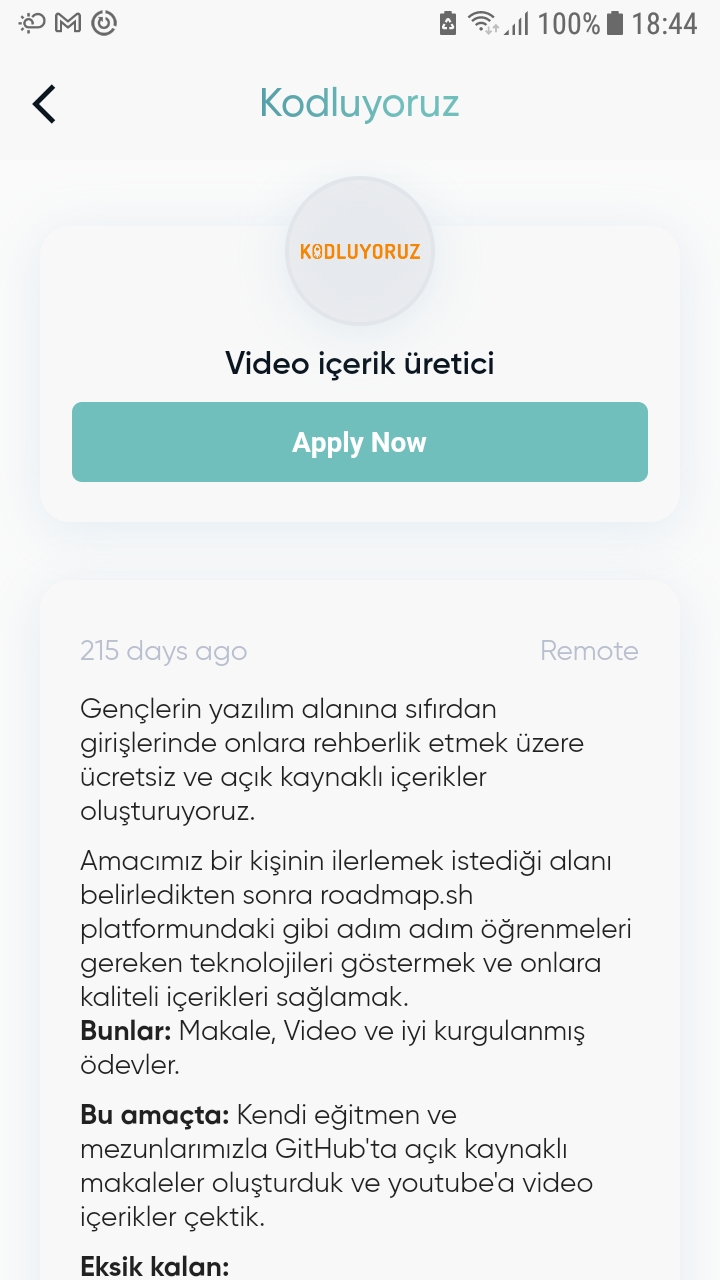 100% 18:44
Kodluyoruz
KODLUYORUZ
Video içerik üretici
Apply Now
215 days ago Remote
Gençlerin yazılım alanına sıfırdan
girişlerinde onlara rehberlik etmek üzere
ücretsiz ve açık kaynaklı içerikler
oluşturuyoruz.
Amacımız bir kişinin ilerlemek istediği alanı
belirledikten sonra roadmap.sh
platformundaki gibi adım adım öğrenmeleri
gereken teknolojileri göstermek ve onlara
kaliteli içerikleri sağlamak.
Bunlar: Makale, Video ve iyi kurgulanmış
ödevler.
Bu amaçta: Kendi eğitmen ve
mezunlarımızla GitHub'ta açık kaynaklı
makaleler oluşturduk ve youtube'a video
içerikler çektik.
Eksik kalan: